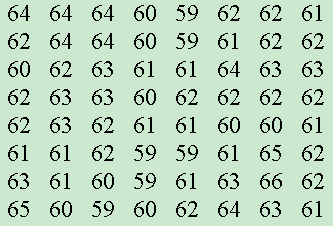 64 64 64 60 59 62 62 61
62 64 64 60 59 61 62 62
60 62 63 61 61 64 63 63
62 63 63 60 62 62 62 62
62 63 62 61 61 60 60 61
61 61 62 59 59 61 65 62
63 61 60 59 61 63 66 62
65 60 59 60 62 64 63 61